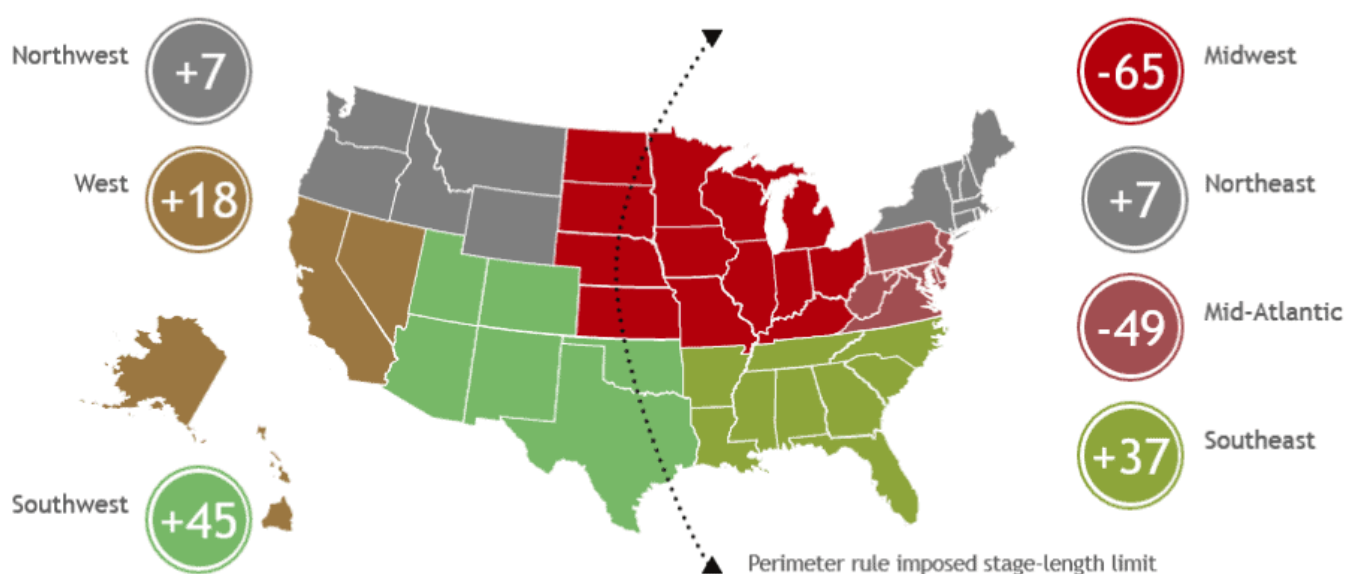 Northwest
+7
West
+18
Southwest
+45
-65
Midwest
+7
Northeast
-49
Mid-Atlantic
+37
Southeast
Perimeter rule imposed stage-length limit